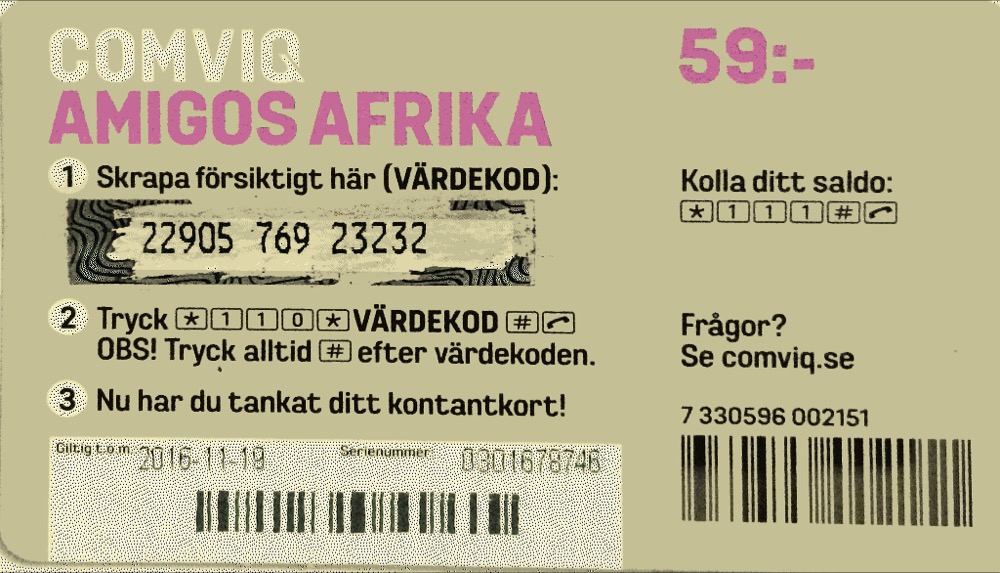 COMVIQ
AMIGOS AFRIKA
59:-
1 Skrapa försiktigt här (VÄRDEKOD):
22905 769 23232
Kolla ditt saldo:
*111#
2 Tryck *110*VÄRDEKOD #
OBS! Tryck alltid # efter värdekoden.
Frågor?
Se comviq.se
3 Nu har du tankat ditt kontantkort!
7 330596 002151
Giltig t.o.m. 2016-11-19 Serienummer 0301678746